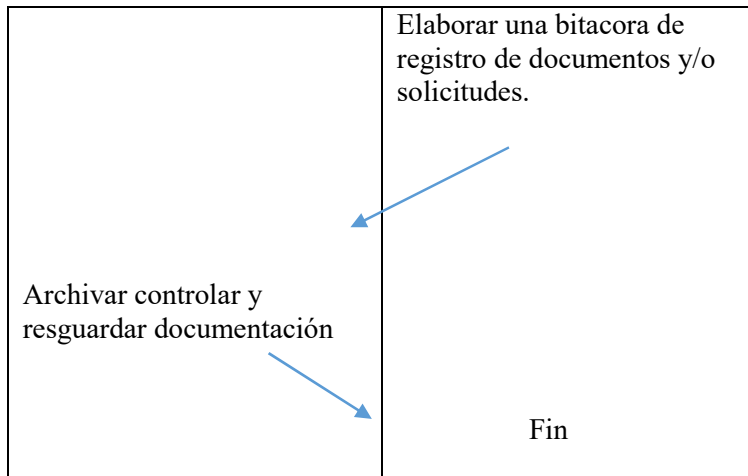 Elaborar una bitacora de
registro de documentos y/o
solicitudes.
Archivar controlar y
resguardar documentación
Fin